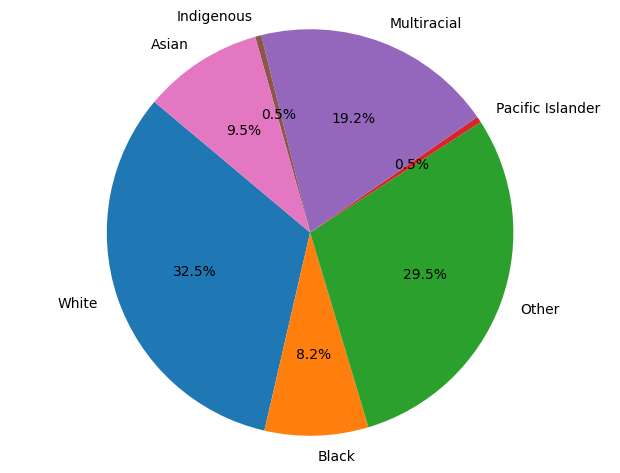 Indigenous
Multiracial
Asian
Pacific Islander
0.5%
19.2%
9.5%
0.5%
32.5%
29.5%
White
Other
8.2%
Black